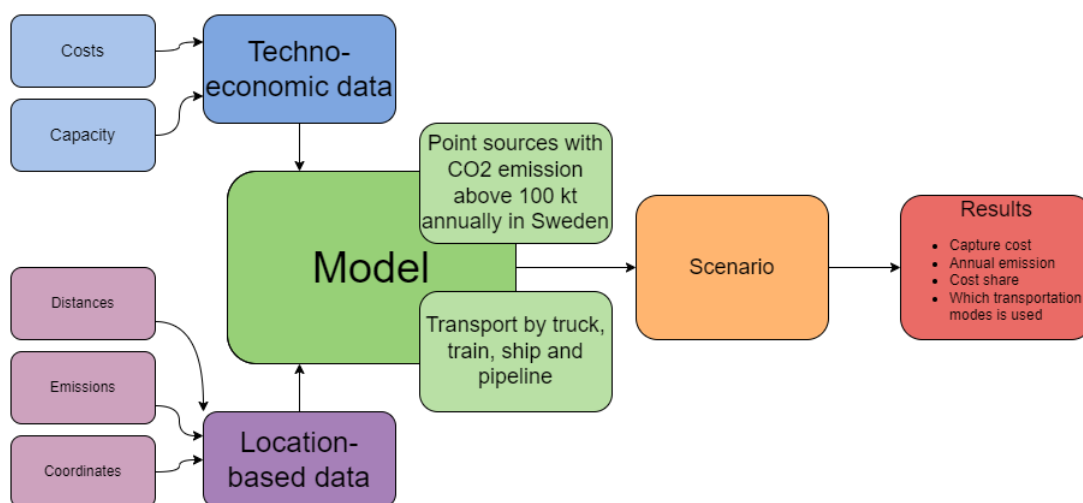 Costs
Capacity
Techno-
economic data
Point sources with
CO2 emission
above 100 kt
annually in Sweden
Model
Transport by truck,
train, ship and
pipeline
Distances
Emissions
Coordinates
Location-
based data
Scenario
Results
• Capture cost
• Annual emission
• Cost share
• Which transportation
modes is used